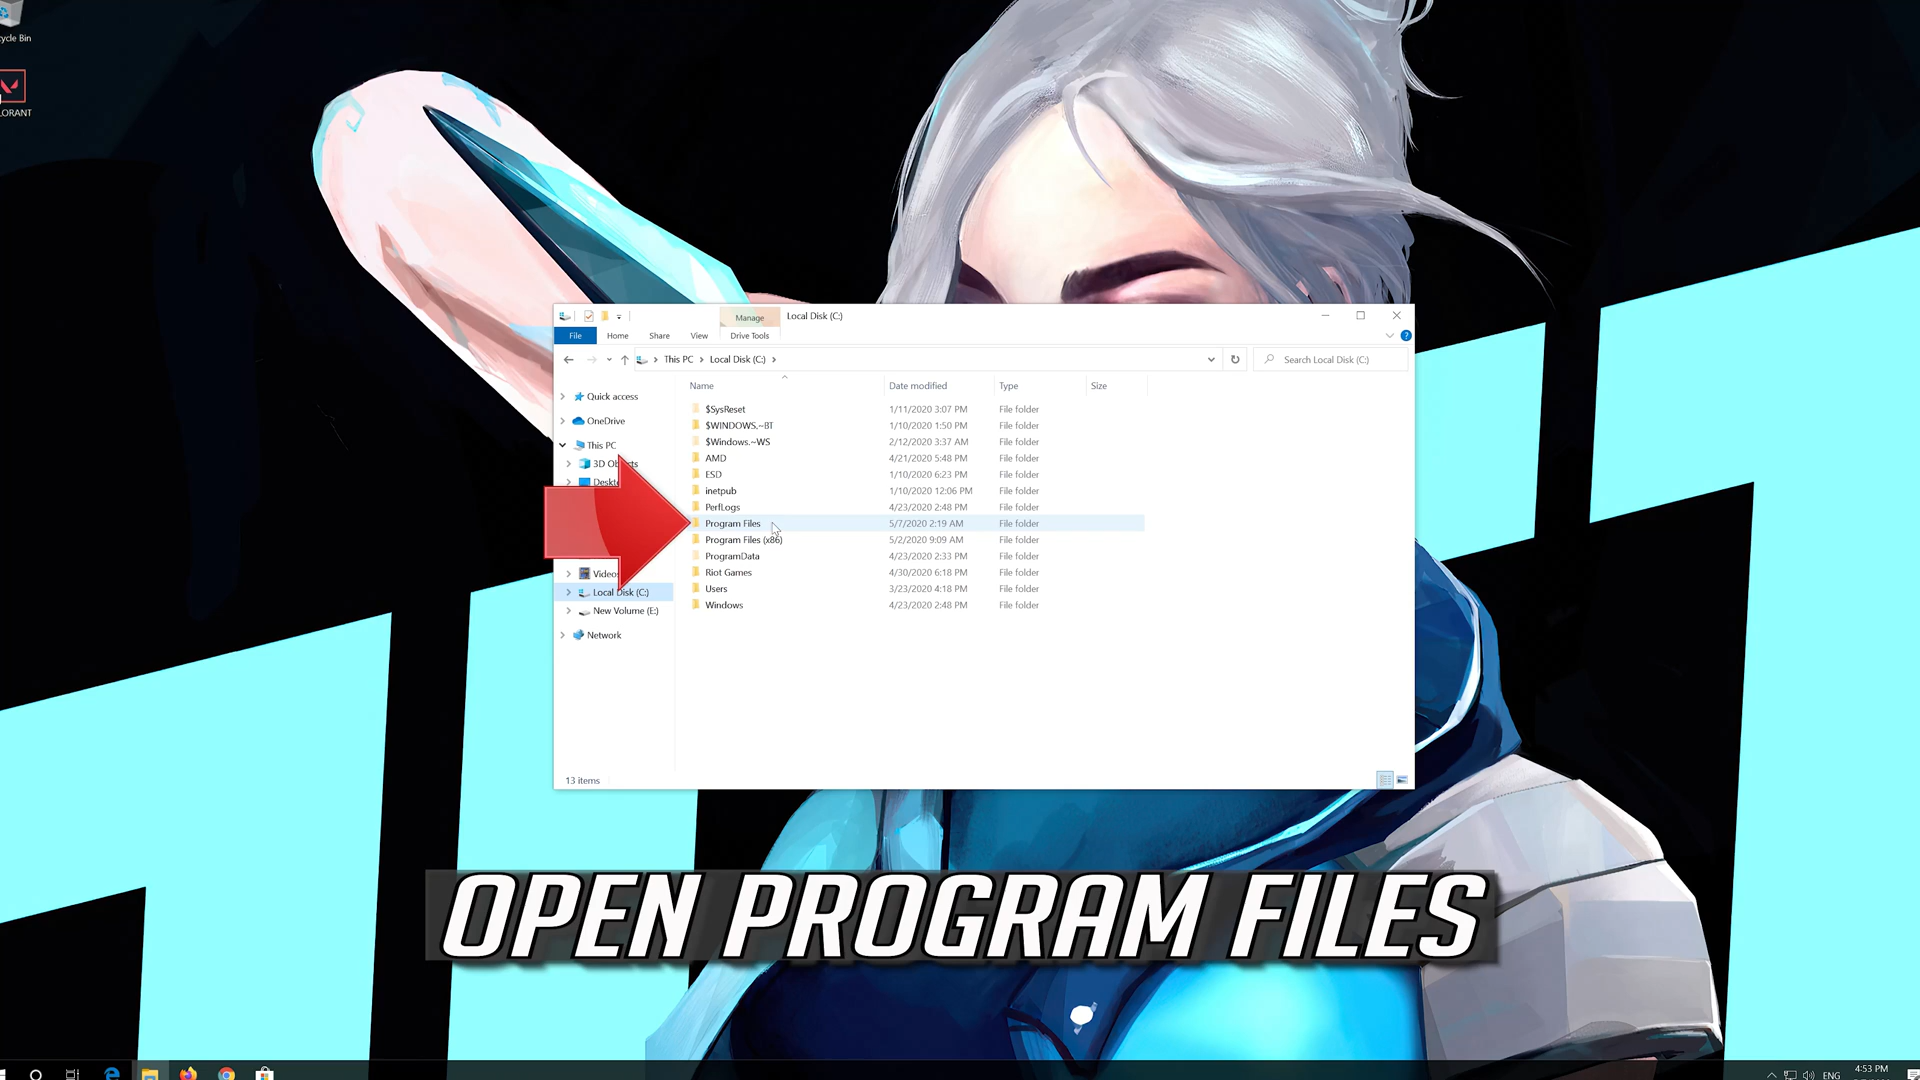 cycle Bin
LORANT
Manage
Local Disk (C:)
File
Home
Share
View
Drive Tools
This PC
Local Disk (C:)
Search Local Disk (C:)
Name
Date modified
Type
Size
Quick access
OneDrive
This PC
3D Objects
Deskt
Videos
Local Disk (C:)
New Volume (E:)
Network
$SysReset 1/11/2020 3:07 PM File folder
$WINDOWS.~BT 1/10/2020 1:50 PM File folder
$Windows.~WS 2/12/2020 3:37 AM File folder
AMD 4/21/2020 5:48 PM File folder
ESD 1/10/2020 6:23 PM File folder
inetpub 1/10/2020 12:06 PM File folder
PerfLogs 4/23/2020 2:48 PM File folder
Program Files 5/7/2020 2:19 AM File folder
Program Files (x86) 5/2/2020 9:09 AM File folder
ProgramData 4/23/2020 2:33 PM File folder
Riot Games 4/30/2020 6:18 PM File folder
Users 3/23/2020 4:18 PM File folder
Windows 4/23/2020 2:48 PM File folder
13 items
OPEN PROGRAM FILES
ENG
4:53 PM